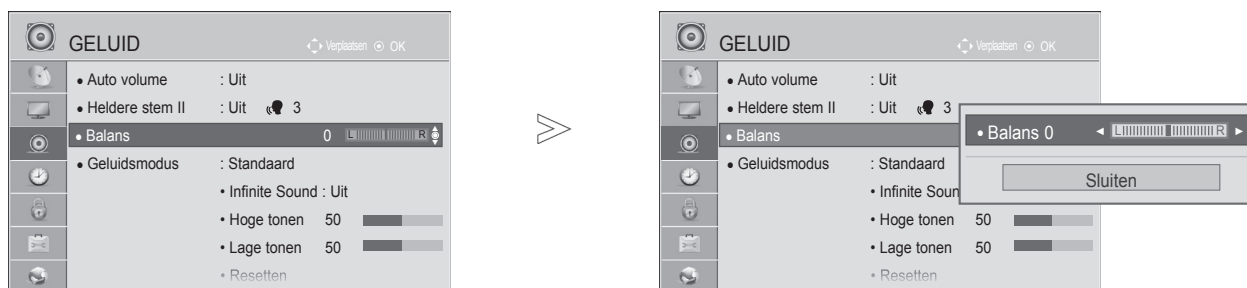 GELUID
Verplaatsen OK
• Auto volume : Uit
• Heldere stem II : Uit 3
• Balans 0 L R
• Geluidsmodus : Standaard
• Infinite Sound : Uit
• Hoge tonen 50
• Lage tonen 50
• Resetten
GELUID
Verplaatsen OK
• Auto volume : Uit
• Heldere stem II : Uit 3
• Balans
• Geluidsmodus : Standaard
• Infinite Soun
• Hoge tonen 50
• Lage tonen 50
• Resetten
• Balans 0 L R
Sluiten